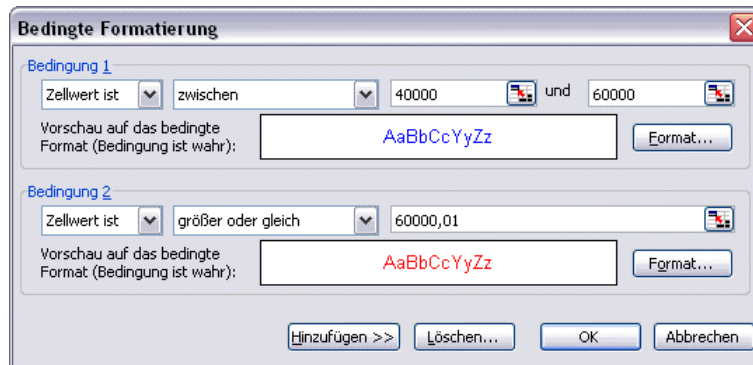 Bedingte Formatierung
Bedingung 1
Zellwert ist zwischen 40000 und 60000
Vorschau auf das bedingte
Format (Bedingung ist wahr):
AaBbCcYyZz Format...
Bedingung 2
Zellwert ist größer oder gleich 60000,01
Vorschau auf das bedingte
Format (Bedingung ist wahr):
AaBbCcYyZz Format...
Hinzufügen >> Löschen... OK Abbrechen